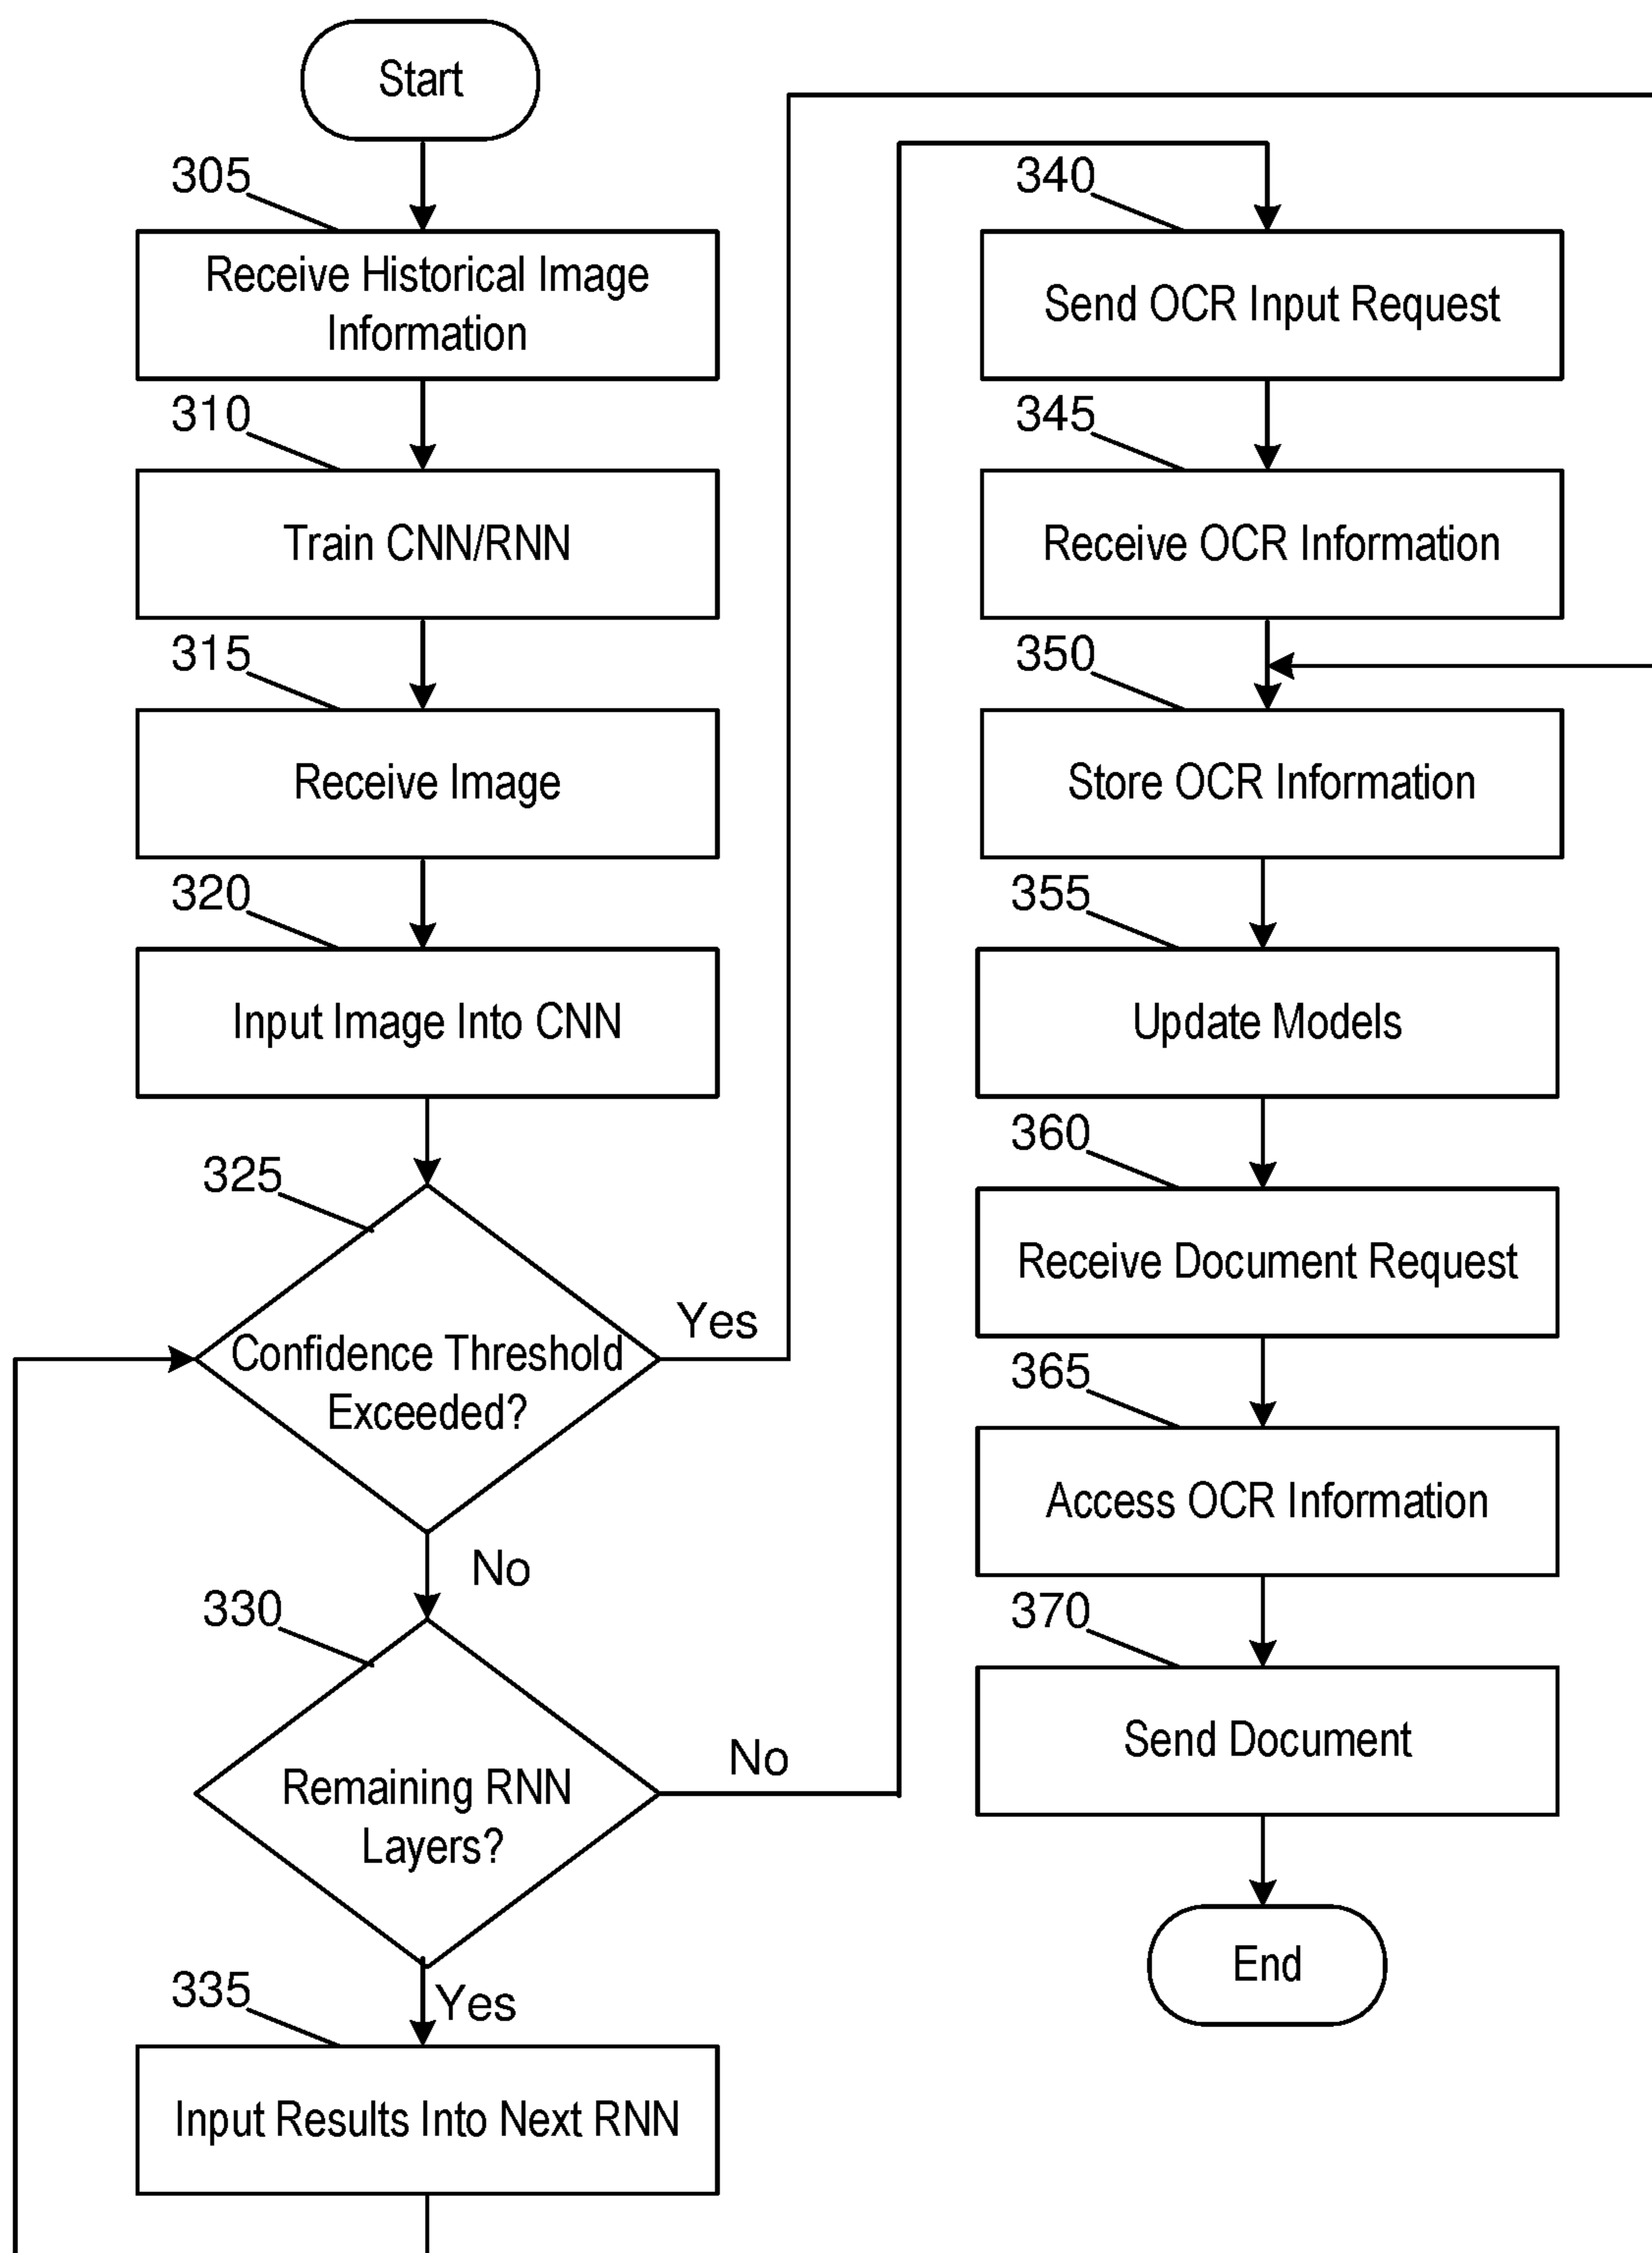 Start
305
Receive Historical Image
Information
310
Train CNN/RNN
315
Receive Image
320
Input Image Into CNN
325
Confidence Threshold
Exceeded?
Yes
No
330
Remaining RNN
Layers?
No
Yes
335
Input Results Into Next RNN
340
Send OCR Input Request
345
Receive OCR Information
350
Store OCR Information
355
Update Models
360
Receive Document Request
365
Access OCR Information
370
Send Document
End